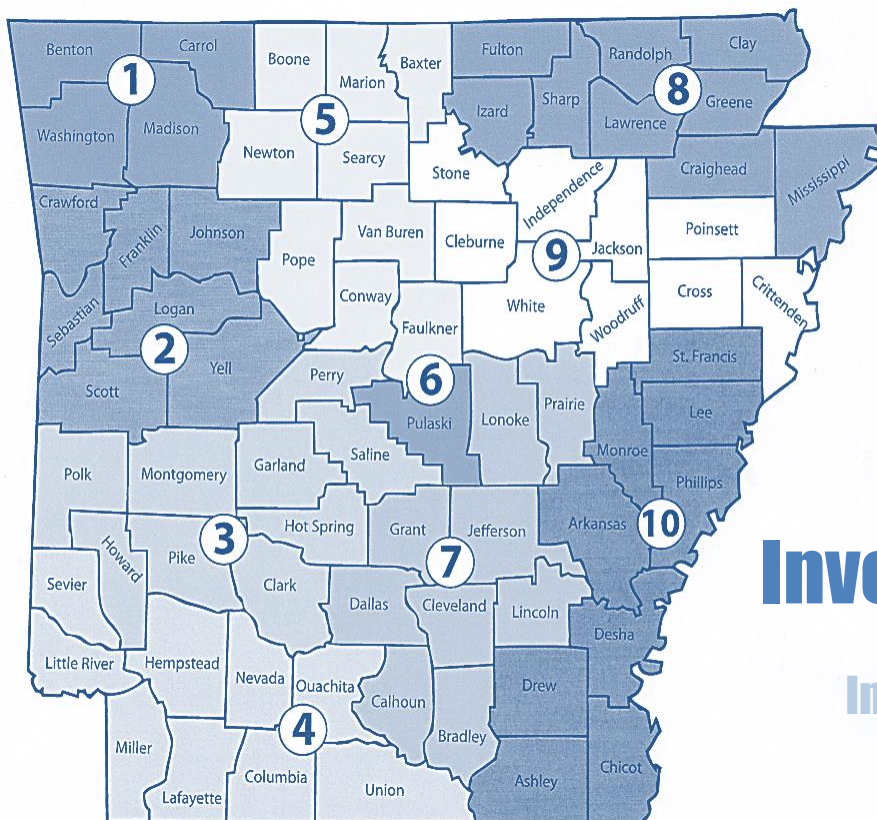 Benton
Carrol
Boone
Marion
Baxter
Fulton
Randolph
Clay
1
5
8
Izard
Sharp
Lawrence
Greene
Washington
Madison
Newton
Searcy
Stone
Independence
Craighead
Mississippi
Crawford
Franklin
Johnson
Pope
Van Buren
Cleburne
9
Jackson
Poinsett
Sebastian
Logan
Conway
Faulkner
White
Woodruff
Cross
Crittenden
2
Scott
Yell
Perry
6
Pulaski
Lonoke
Prairie
St. Francis
Lee
Monroe
Phillips
Polk
Montgomery
Garland
Saline
3
Hot Spring
Grant
Jefferson
Arkansas
10
Howard
Pike
7
Sevier
Clark
Dallas
Cleveland
Lincoln
Desha
Little River
Hempstead
Nevada
Ouachita
Calhoun
Drew
4
Bradley
Miller
Lafayette
Columbia
Union
Ashley
Chicot
Inve
In